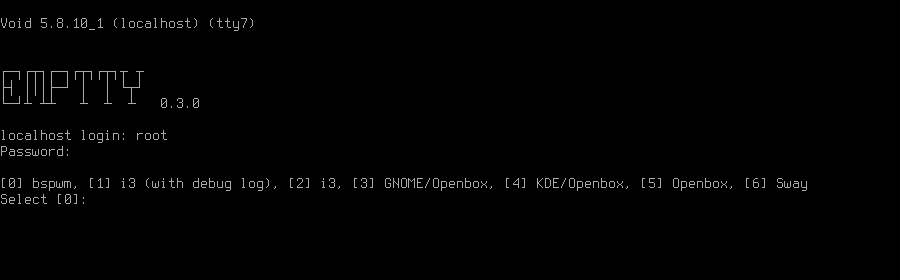 Void 5.8.10_1 (localhost) (tty7)
EMPTTY 0.3.0
localhost login: root
Password:
[0] bspwm, [1] i3 (with debug log), [2] i3, [3] GNOME/Openbox, [4] KDE/Openbox, [5] Openbox, [6] Sway
Select [0]: